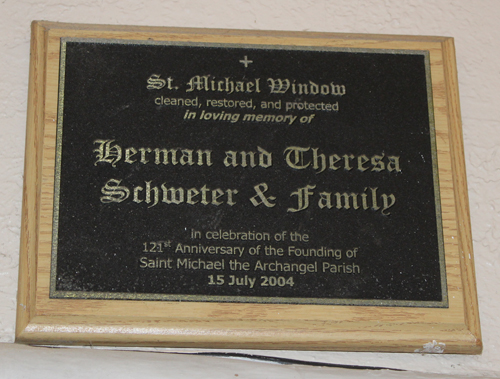 St. Michael Window
cleaned, restored, and protected
in loving memory of
Herman and Theresa
Schweter & Family
in celebration of the
121st Anniversary of the Founding of
Saint Michael the Archangel Parish
15 July 2004